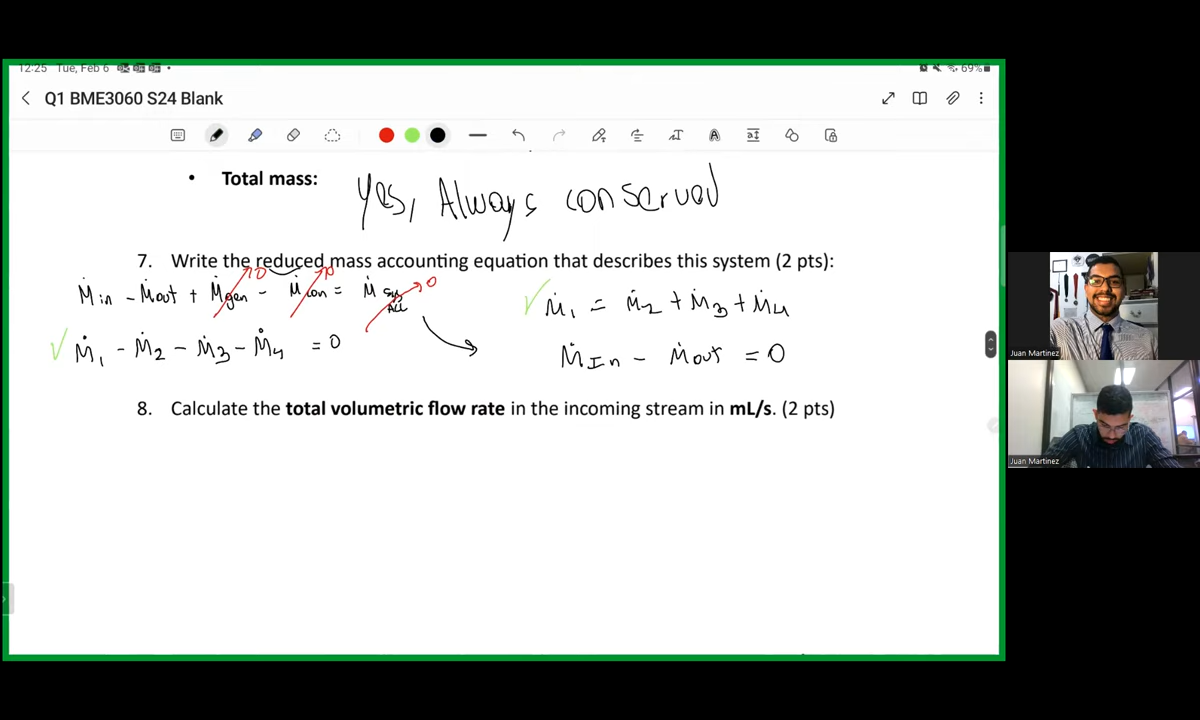 12:25 Tue, Feb 6
69%
Q1 BME3060 S24 Blank
• Total mass: Yes, Always conserved
7. Write the reduced mass accounting equation that describes this system (2 pts):
ṁin - ṁout + ṁgen - ṁcon = ṁ sys ALL
0 0 0
ṁ1 = ṁ2 + ṁ3 + ṁ4
ṁ1 - ṁ2 - ṁ3 - ṁ4 = 0
ṁIn - ṁout = 0
8. Calculate the total volumetric flow rate in the incoming stream in mL/s. (2 pts)
Juan Martinez
Juan Martinez